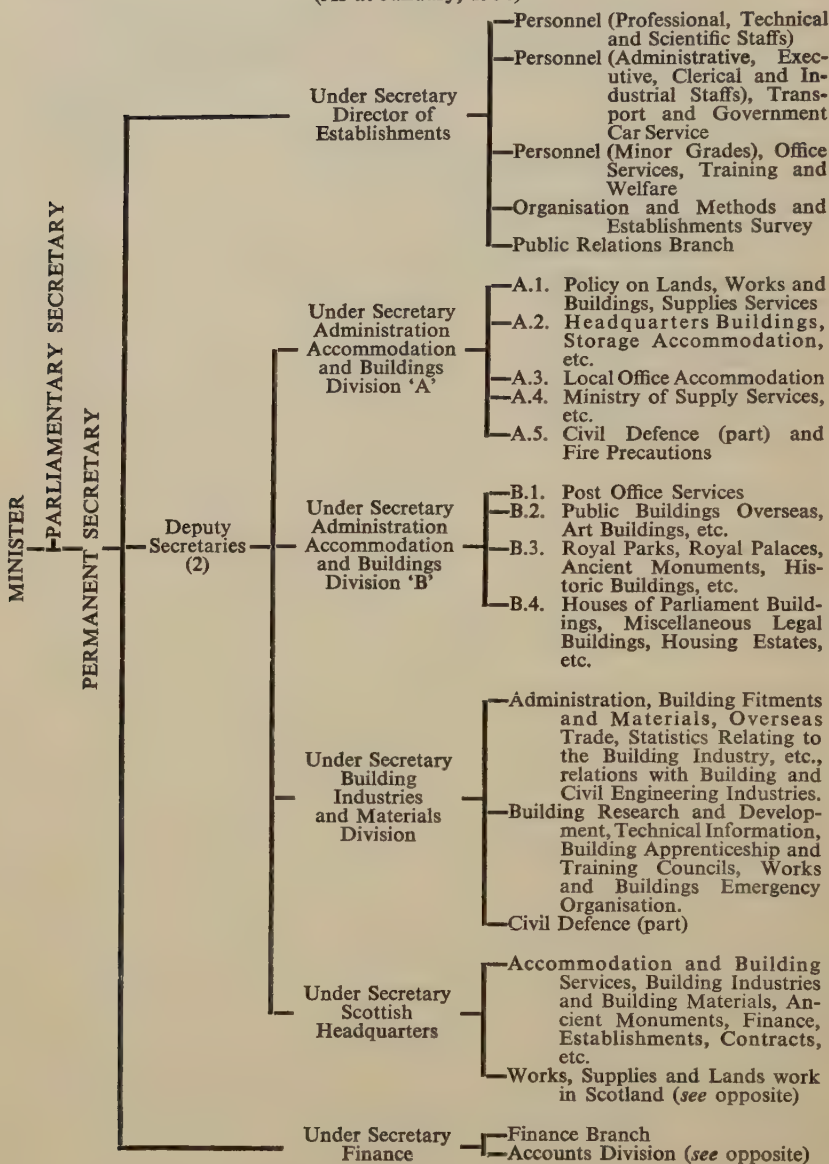 Personnel (Professional, Technical
and Scientific Staffs)
Personnel (Administrative, Exec-
utive, Clerical and In-
dustrial Staffs), Trans-
port and Government
Car Service
Personnel (Minor Grades), Office
Services, Training and
Welfare
Organisation and Methods and
Establishments Survey
Public Relations Branch
Under Secretary
Director of
Establishments
A.1. Policy on Lands, Works and
Buildings, Supplies Services
A.2. Headquarters Buildings,
Storage Accommodation,
etc.
A.3. Local Office Accommodation
A.4. Ministry of Supply Services,
etc.
A.5. Civil Defence (part) and
Fire Precautions
Under Secretary
Administration
Accommodation
and Buildings
Division ‘A’
MINISTER
PARLIAMENTARY SECRETARY
PERMANENT SECRETARY
Deputy
Secretaries
(2)
Under Secretary
Administration
Accommodation
and Buildings
Division ‘B’
B.1. Post Office Services
B.2. Public Buildings Overseas,
Art Buildings, etc.
B.3. Royal Parks, Royal Palaces,
Ancient Monuments, His-
toric Buildings, etc.
B.4. Houses of Parliament Build-
ings, Miscellaneous Legal
Buildings, Housing Estates,
etc.
Under Secretary
Building
Industries
and Materials
Division
Administration, Building Fitments
and Materials, Overseas
Trade, Statistics Relating to
the Building Industry, etc.,
relations with Building and
Civil Engineering Industries.
Building Research and Develop-
ment, Technical Information,
Building Apprenticeship and
Training Councils, Works
and Buildings Emergency
Organisation.
Civil Defence (part)
Under Secretary
Scottish
Headquarters
Accommodation and Building
Services, Building Industries
and Building Materials, An-
cient Monuments, Finance,
Establishments, Contracts,
etc.
Works, Supplies and Lands work
in Scotland (see opposite)
Under Secretary
Finance
Finance Branch
Accounts Division (see opposite)